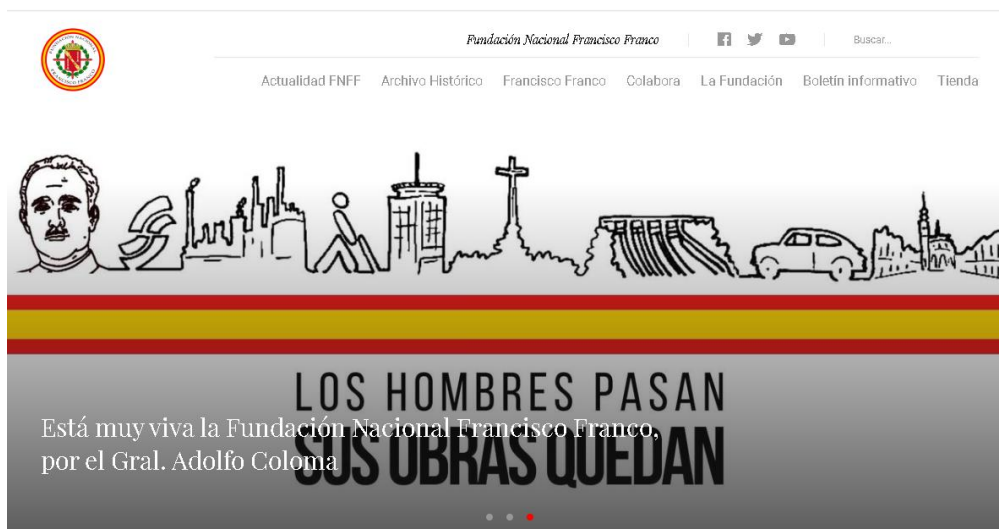 Fundación Nacional Francisco Franco
Buscar...
Actualidad FNFF Archivo Histórico Francisco Franco Colabora La Fundación Boletín informativo Tienda
LOS HOMBRES PASAN
SUS OBRAS QUEDAN
Está muy viva la Fundación Nacional Francisco Franco,
por el Gral. Adolfo Coloma